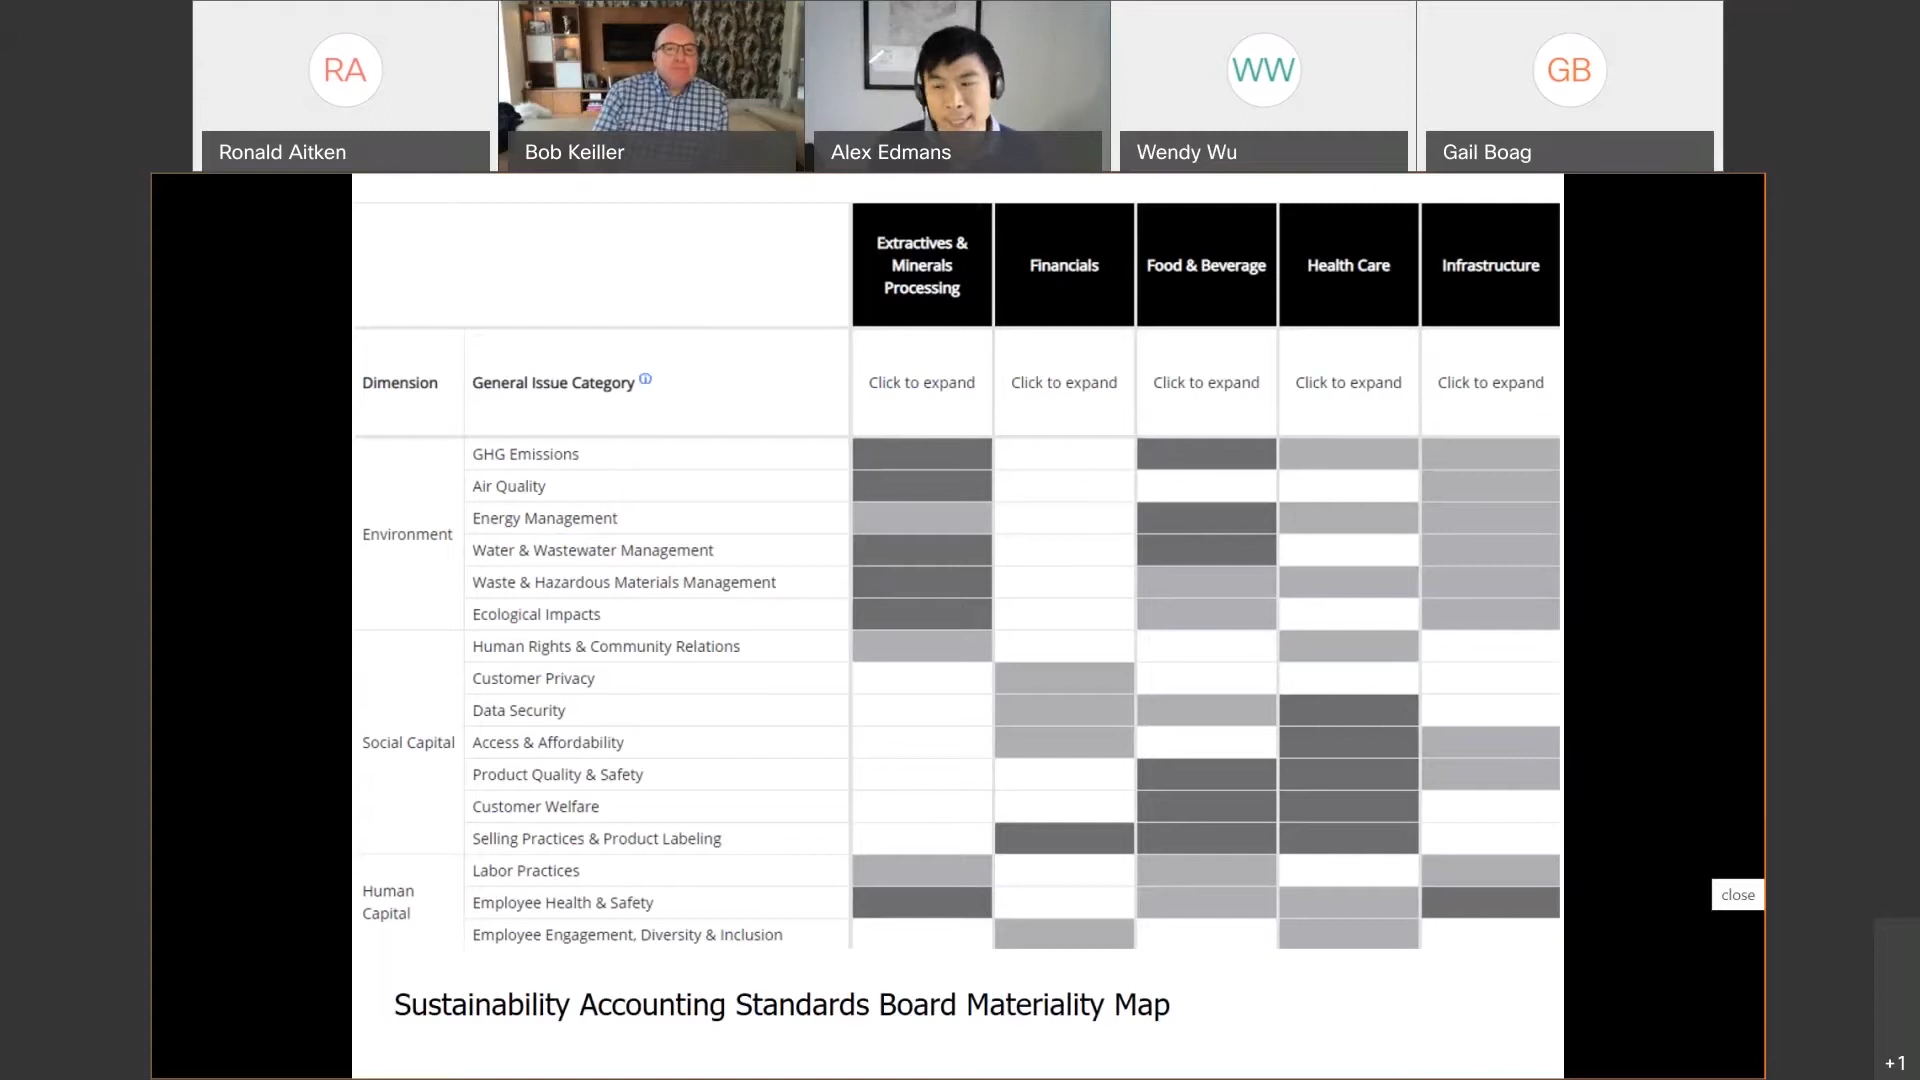 RA
WW
GB
Ronald Aitken
Bob Keiller
Alex Edmans
Wendy Wu
Gail Boag
Extractives &
Minerals
Processing
Financials
Food & Beverage
Health Care
Infrastructure
Dimension
General Issue Category
Click to expand
Click to expand
Click to expand
Click to expand
Click to expand
Environment
GHG Emissions
Air Quality
Energy Management
Water & Wastewater Management
Waste & Hazardous Materials Management
Ecological Impacts
Social Capital
Human Rights & Community Relations
Customer Privacy
Data Security
Access & Affordability
Product Quality & Safety
Customer Welfare
Selling Practices & Product Labeling
Human
Capital
Labor Practices
Employee Health & Safety
Employee Engagement, Diversity & Inclusion
close
Sustainability Accounting Standards Board Materiality Map
+1